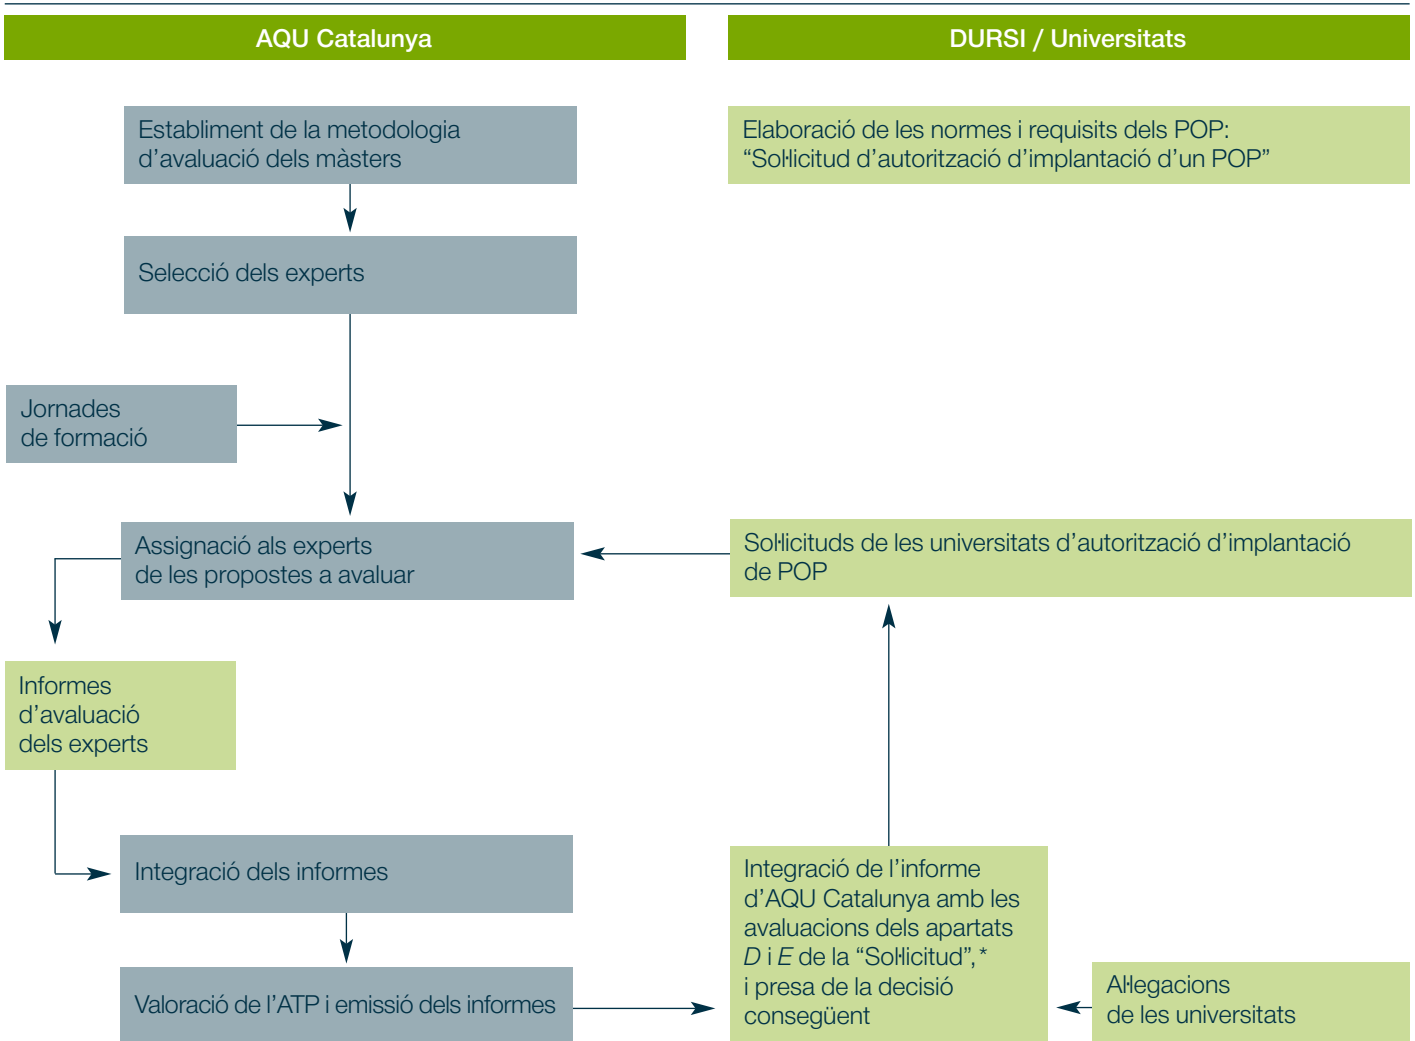 AQU Catalunya
DURSI / Universitats
Establiment de la metodologia
d’avaluació dels màsters
Elaboració de les normes i requisits dels POP:
“Sol·licitud d’autorització d’implantació d’un POP”
Selecció dels experts
Jornades
de formació
Assignació als experts
de les propostes a avaluar
Sol·licituds de les universitats d’autorització d’implantació
de POP
Informes
d’avaluació
dels experts
Integració dels informes
Integració de l’informe
d’AQU Catalunya amb les
avaluacions dels apartats
D i E de la “Sol·licitud”,*
i presa de la decisió
consegüent
Valoració de l’ATP i emissió dels informes
Al·legacions
de les universitats